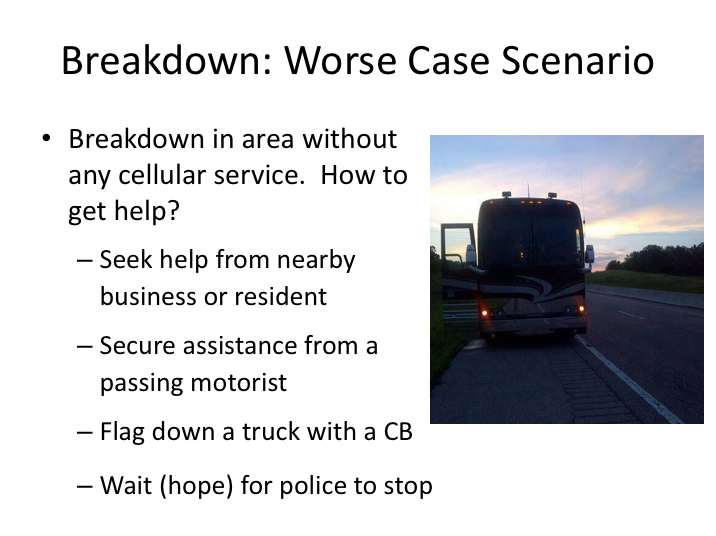 Breakdown: Worse Case Scenario
• Breakdown in area without
any cellular service.  How to
get help?
– Seek help from nearby
business or resident
– Secure assistance from a
passing motorist
– Flag down a truck with a CB
– Wait (hope) for police to stop